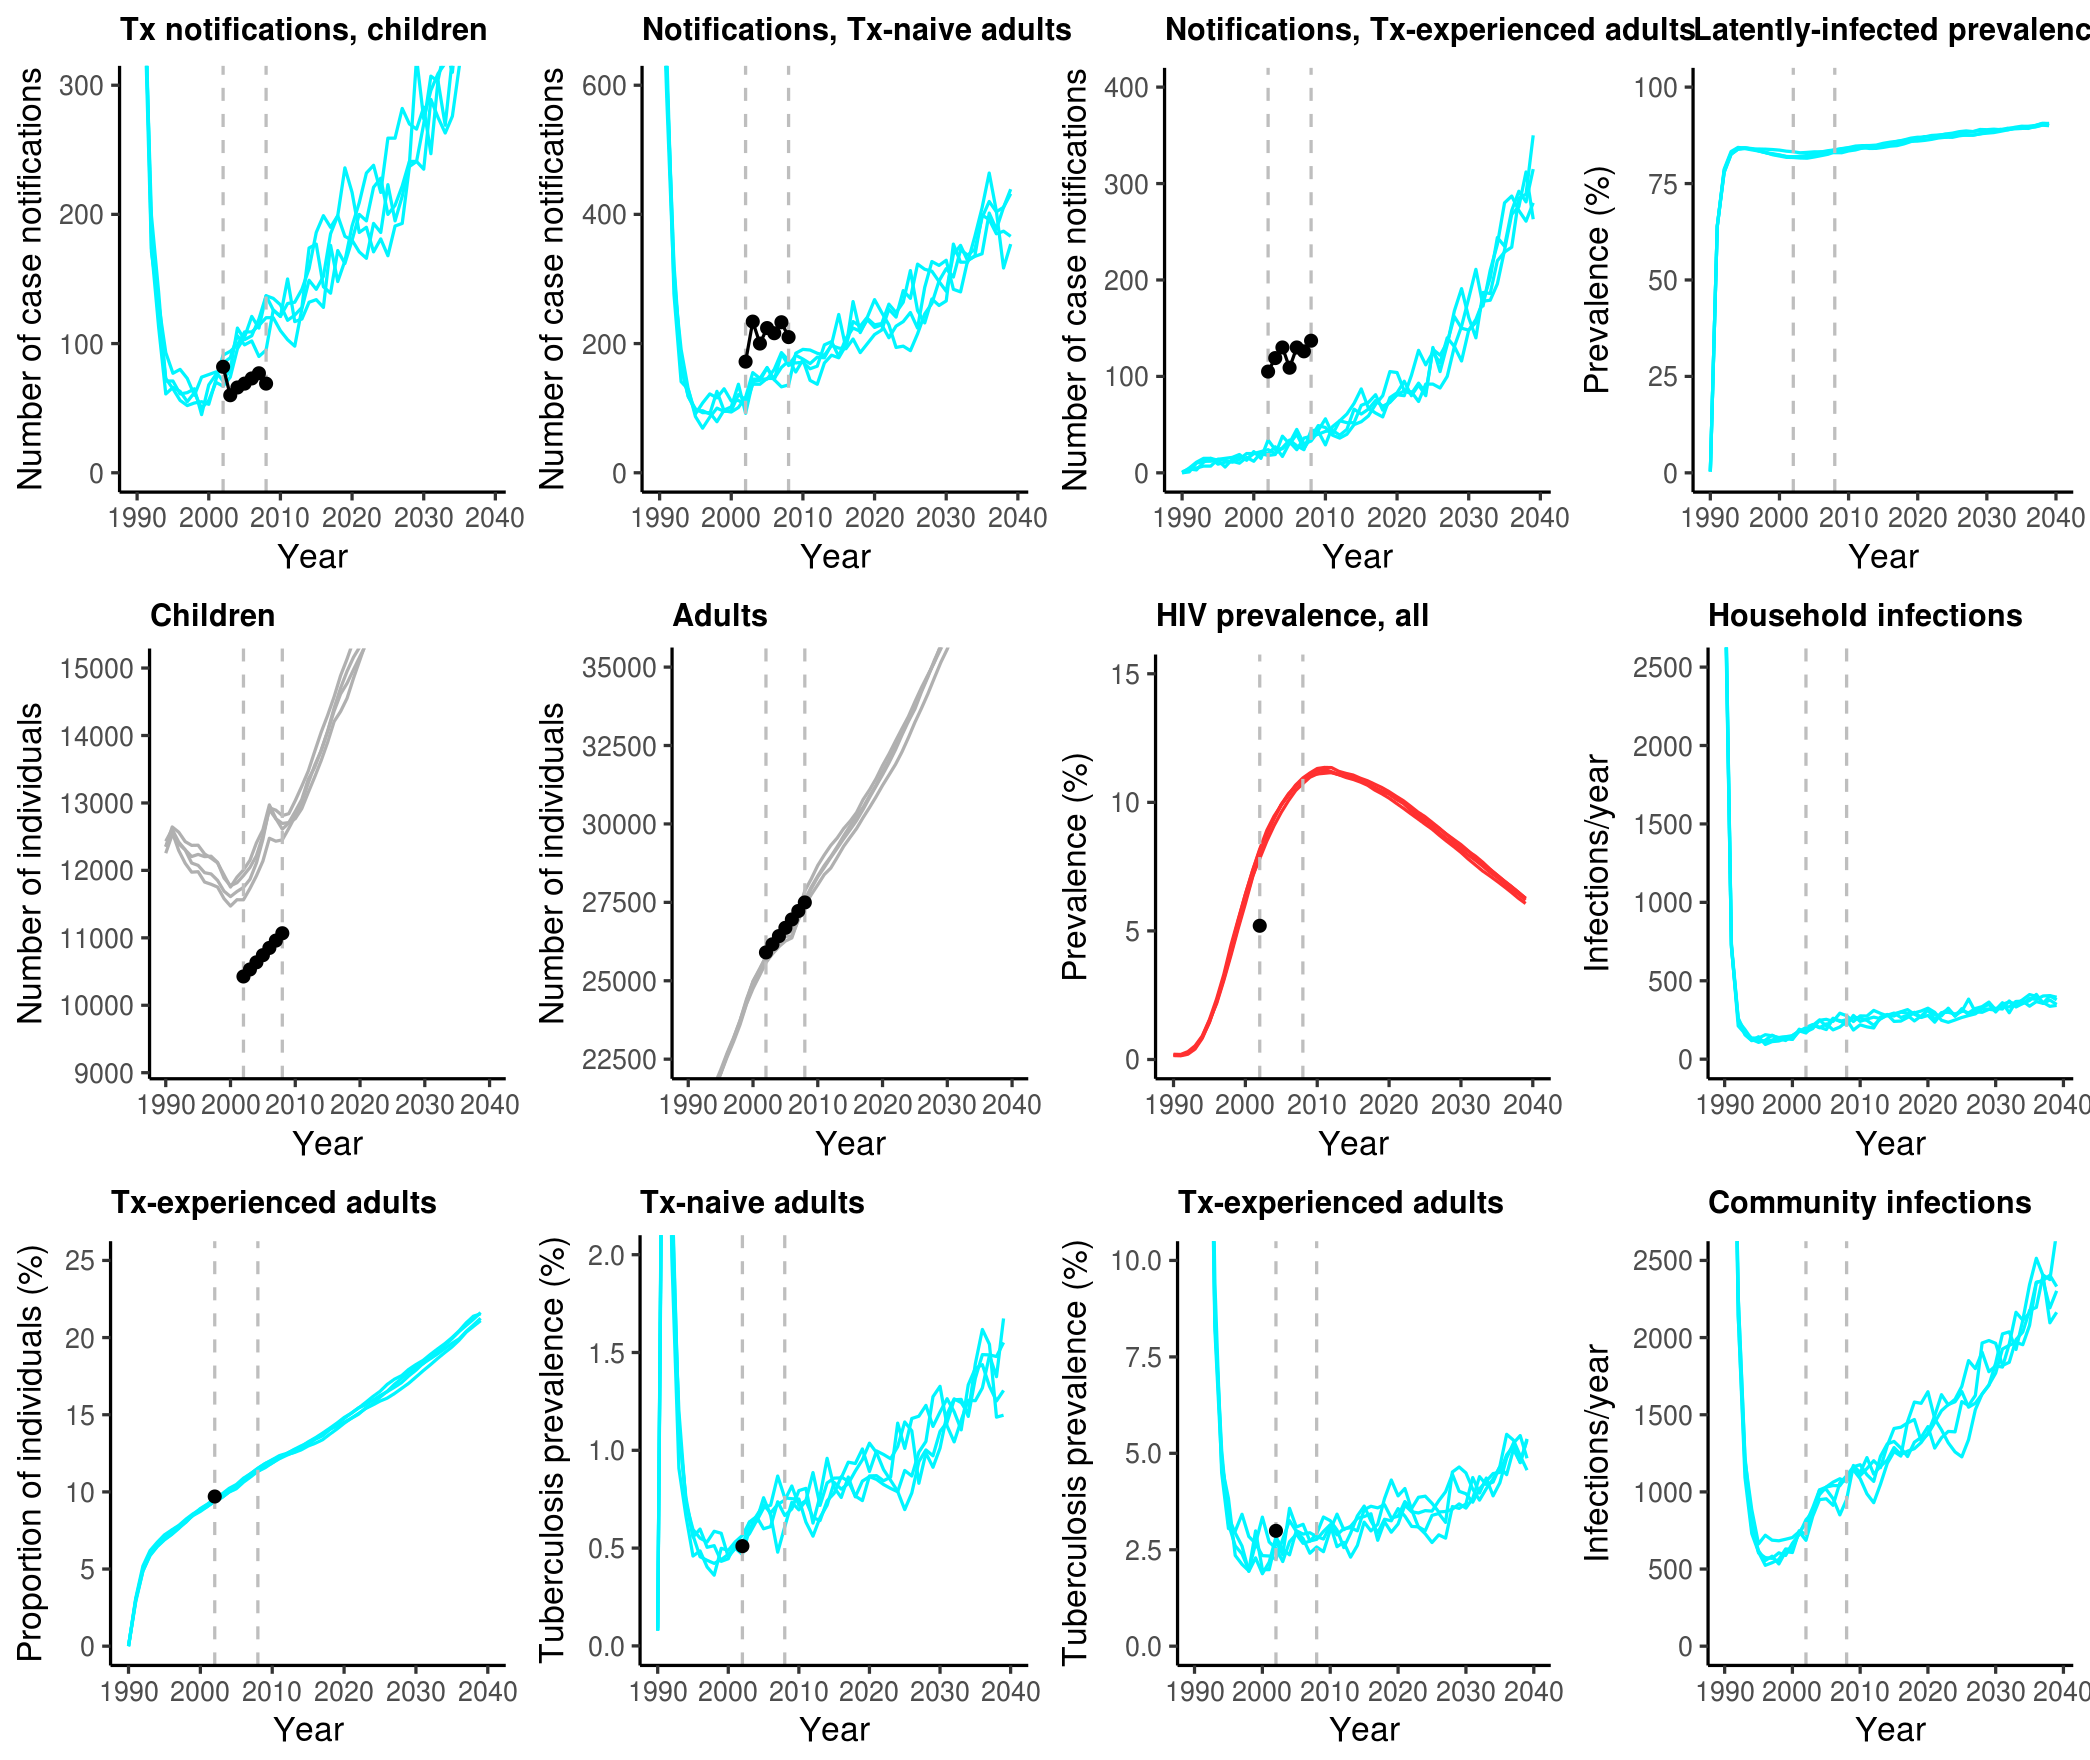 Tx notifications, children
Number of case notifications
300
200
100
0
1990 2000 2010 2020 2030 2040
Year
Notifications, Tx-naive adults
Number of case notifications
600
400
200
0
1990 2000 2010 2020 2030 2040
Year
Notifications, Tx-experienced adults
Number of case notifications
400
300
200
100
0
1990 2000 2010 2020 2030 2040
Year
Latently-infected prevalenc
Prevalence (%)
100
75
50
25
0
1990 2000 2010 2020 2030 2040
Year
Children
Number of individuals
15000
14000
13000
12000
11000
10000
9000
1990 2000 2010 2020 2030 2040
Year
Adults
Number of individuals
35000
32500
30000
27500
25000
22500
1990 2000 2010 2020 2030 2040
Year
HIV prevalence, all
Prevalence (%)
15
10
5
0
1990 2000 2010 2020 2030 2040
Year
Household infections
Infections/year
2500
2000
1500
1000
500
0
1990 2000 2010 2020 2030 2040
Year
Tx-experienced adults
Proportion of individuals (%)
25
20
15
10
5
0
1990 2000 2010 2020 2030 2040
Year
Tx-naive adults
Tuberculosis prevalence (%)
2.0
1.5
1.0
0.5
0.0
1990 2000 2010 2020 2030 2040
Year
Tx-experienced adults
Tuberculosis prevalence (%)
10.0
7.5
5.0
2.5
0.0
1990 2000 2010 2020 2030 2040
Year
Community infections
Infections/year
2500
2000
1500
1000
500
0
1990 2000 2010 2020 2030 2040
Year